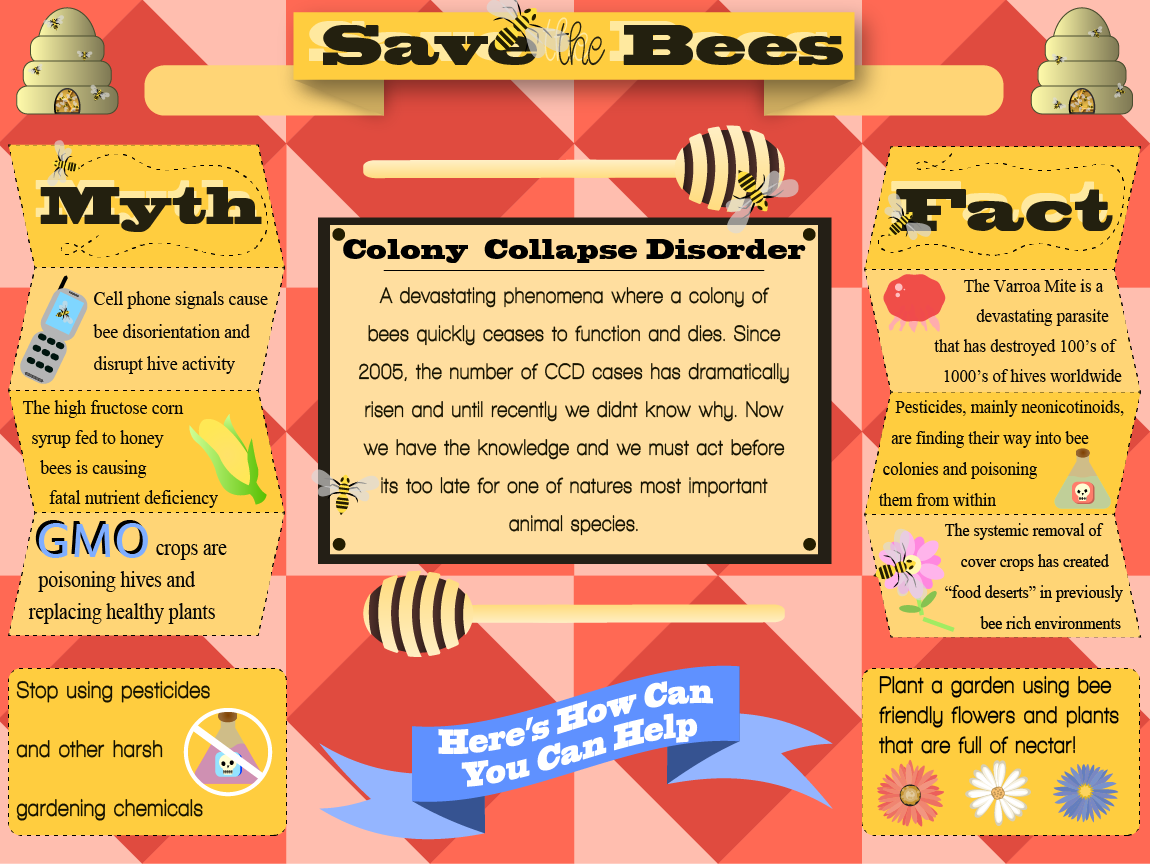 Save the Bees
Myth
Cell phone signals cause
bee disorientation and
disrupt hive activity
The high fructose corn
syrup fed to honey
bees is causing
fatal nutrient deficiency
GMO crops are
poisoning hives and
replacing healthy plants
Colony Collapse Disorder
A devastating phenomena where a colony of
bees quickly ceases to function and dies. Since
2005, the number of CCD cases has dramatically
risen and until recently we didnt know why. Now
we have the knowledge and we must act before
its too late for one of natures most important
animal species.
Fact
The Varroa Mite is a
devastating parasite
that has destroyed 100's of
1000's of hives worldwide
Pesticides, mainly neonicotinoids,
are finding their way into bee
colonies and poisoning
them from within
The systemic removal of
cover crops has created
“food deserts” in previously
bee rich environments
Here's How Can
You Can Help
Stop using pesticides
and other harsh
gardening chemicals
Plant a garden using bee
friendly flowers and plants
that are full of nectar!